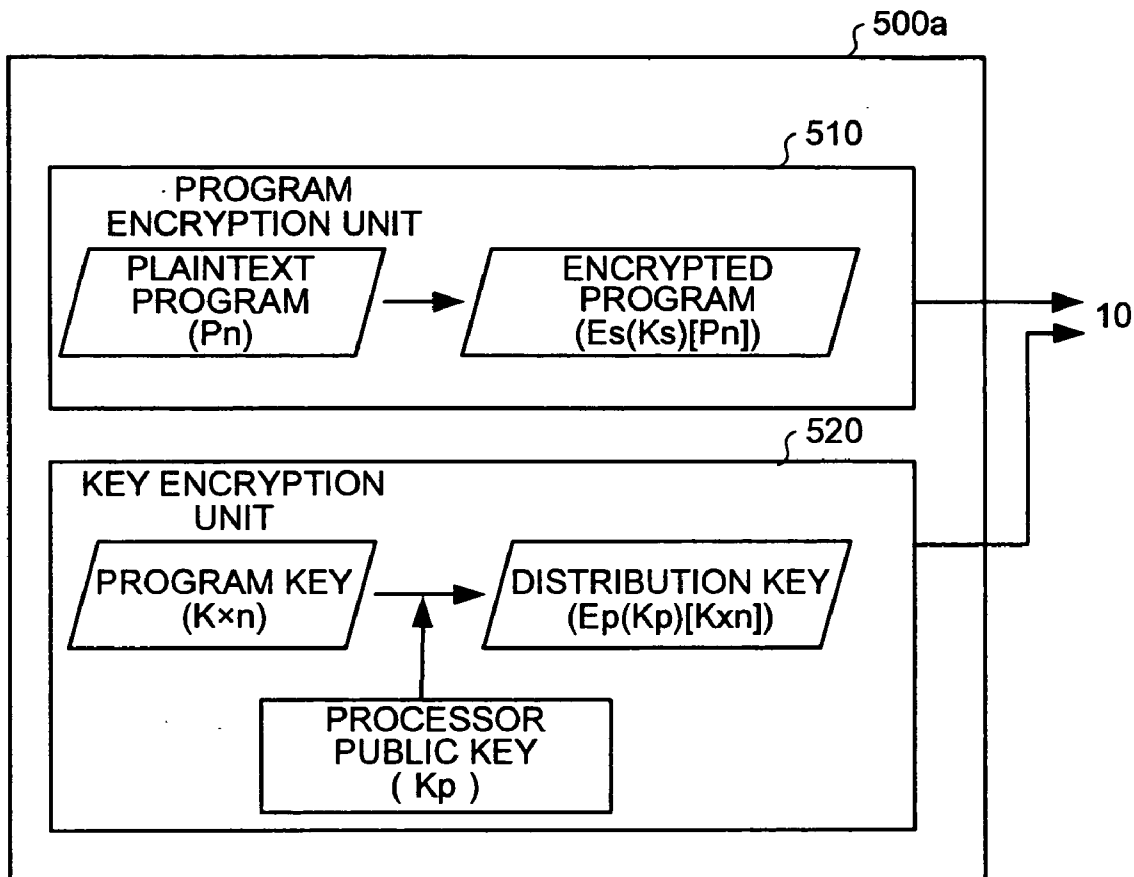 500a
510
PROGRAM
ENCRYPTION UNIT
PLAINTEXT
PROGRAM
(Pn)
ENCRYPTED
PROGRAM
(Es(Ks)[Pn])
10
520
KEY ENCRYPTION
UNIT
PROGRAM KEY
(K×n)
DISTRIBUTION KEY
(Ep(Kp)[Kxn])
PROCESSOR
PUBLIC KEY
( Kp )